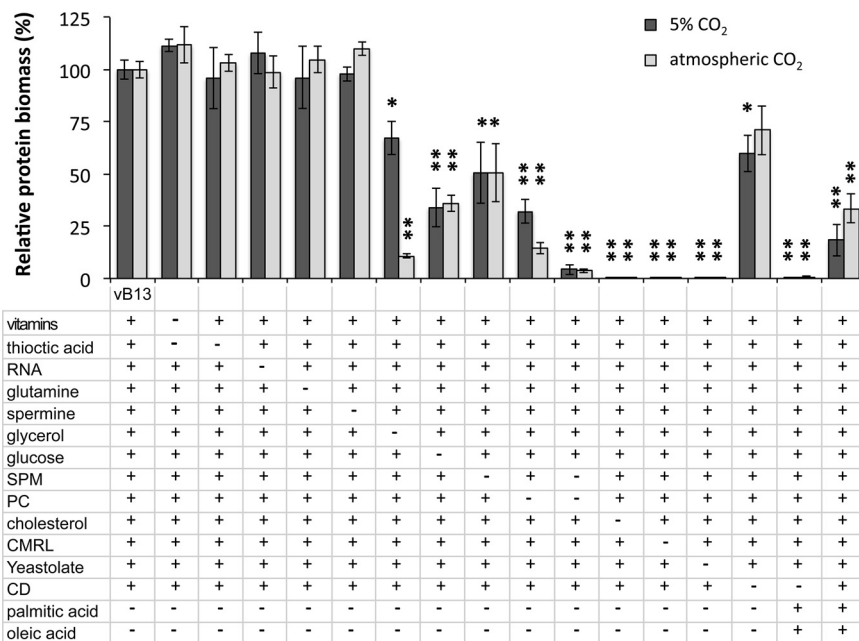 Relative protein biomass (%)
125
100
75
50
25
0
5% CO₂
atmospheric CO₂
*
**
**
**
*
*
**
**
**
**
**
**
**
**
**
**
*
**
**
**
**
vB13
vitamins + - + + + + + + + + + + + + + + +
thioctic acid + - - + + + + + + + + + + + + + +
RNA + + + - + + + + + + + + + + + + +
glutamine + + + + - + + + + + + + + + + + +
spermine + + + + + - + + + + + + + + + + +
glycerol + + + + + + - + + + + + + + + + +
glucose + + + + + + + - + + + + + + + + +
SPM + + + + + + + + - + - + + + + + +
PC + + + + + + + + + - - + + + + + +
cholesterol + + + + + + + + + + + - + + + + +
CMRL + + + + + + + + + + + + - + + + +
Yeastolate + + + + + + + + + + + + + - + + +
CD + + + + + + + + + + + + + + - - +
palmitic acid - - - - - - - - - - - - - - - + +
oleic acid - - - - - - - - - - - - - - - + +